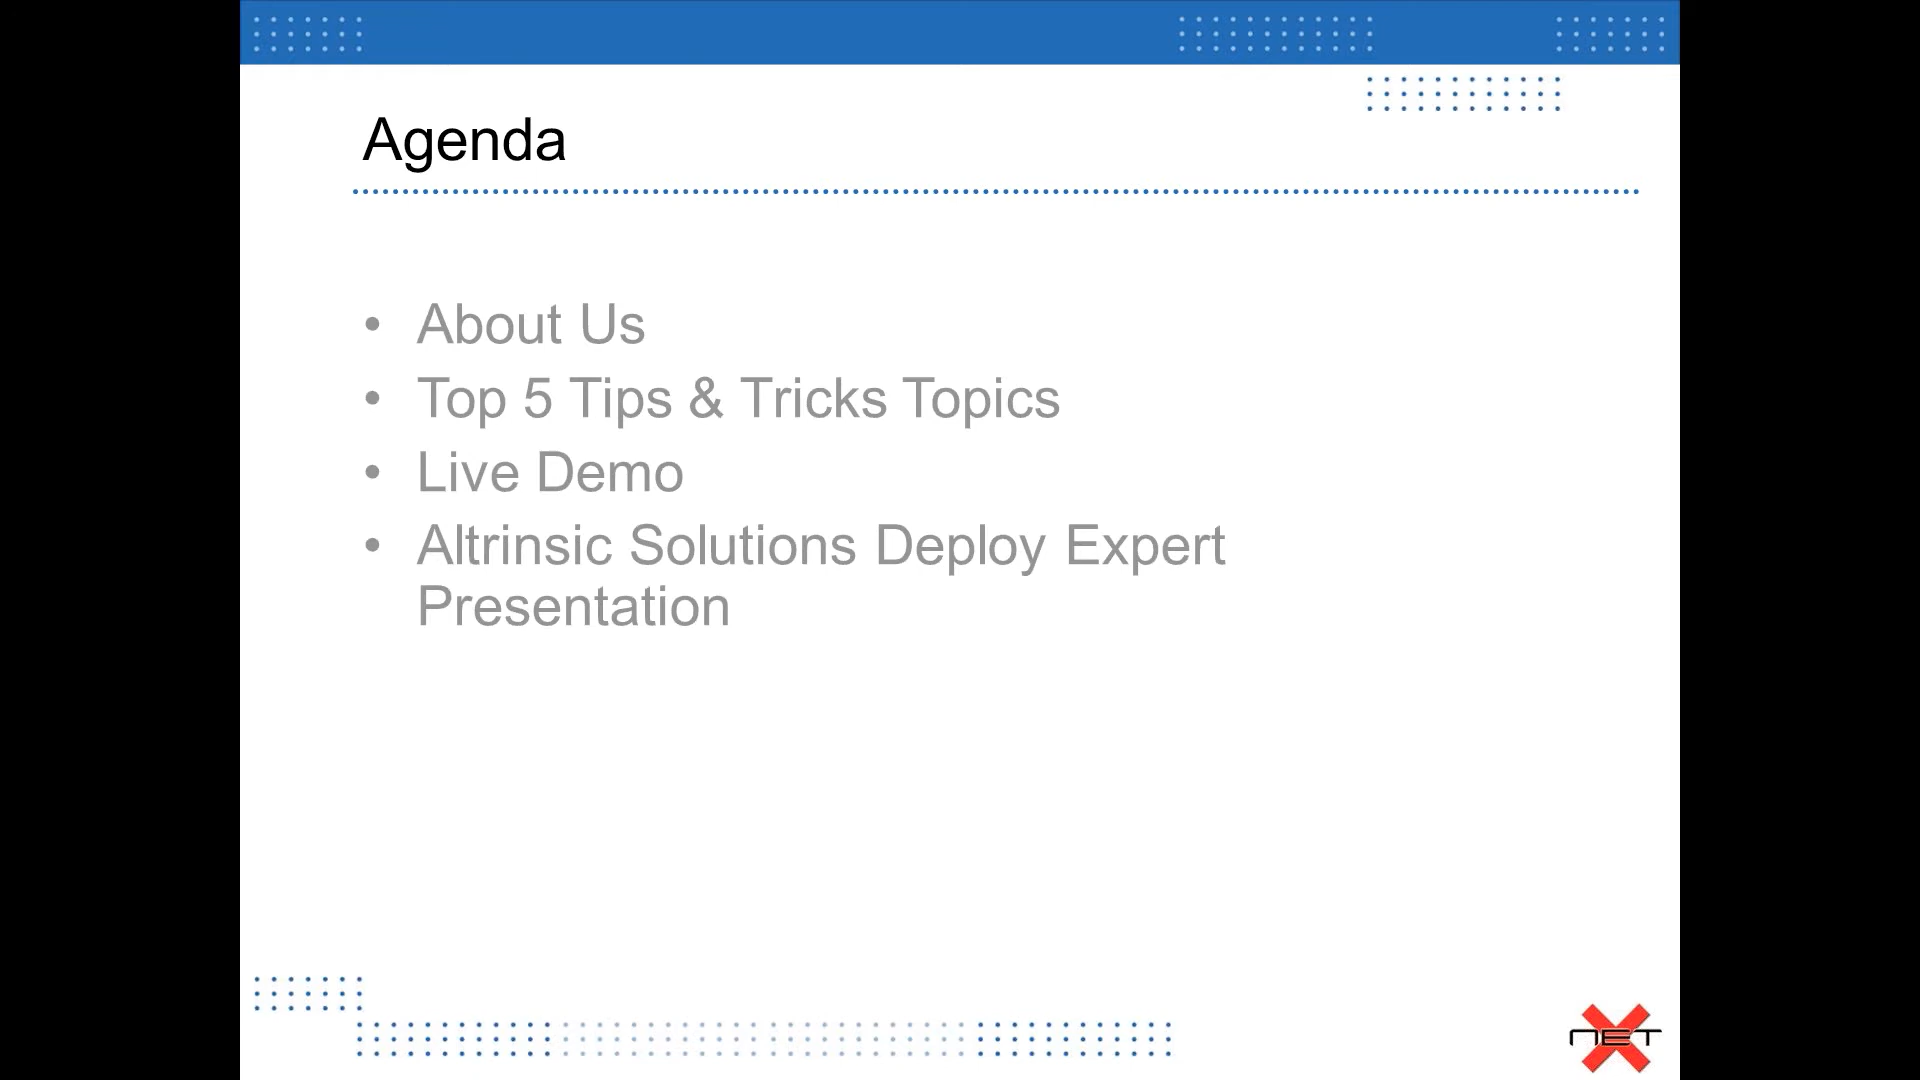 Agenda
• About Us
• Top 5 Tips & Tricks Topics
• Live Demo
• Altrinsic Solutions Deploy Expert
Presentation
NET